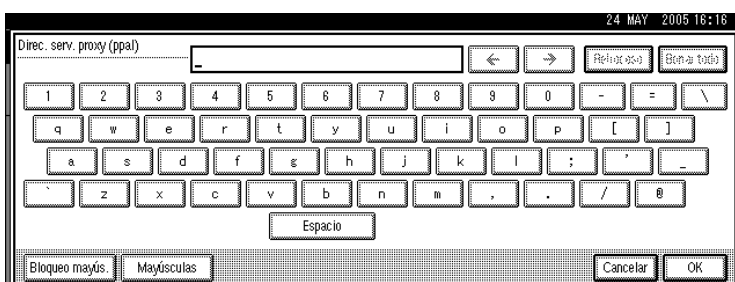 24 MAY 2005 16:16
Direc. serv. proxy (ppal)
_
← → Retroceso Borrar todo
1 2 3 4 5 6 7 8 9 0 - = \
q w e r t y u i o p [ ]
a s d f g h j k l ; ' _
` z x c v b n m , . / @
Espacio
Bloqueo mayús. Mayúsculas Cancelar OK